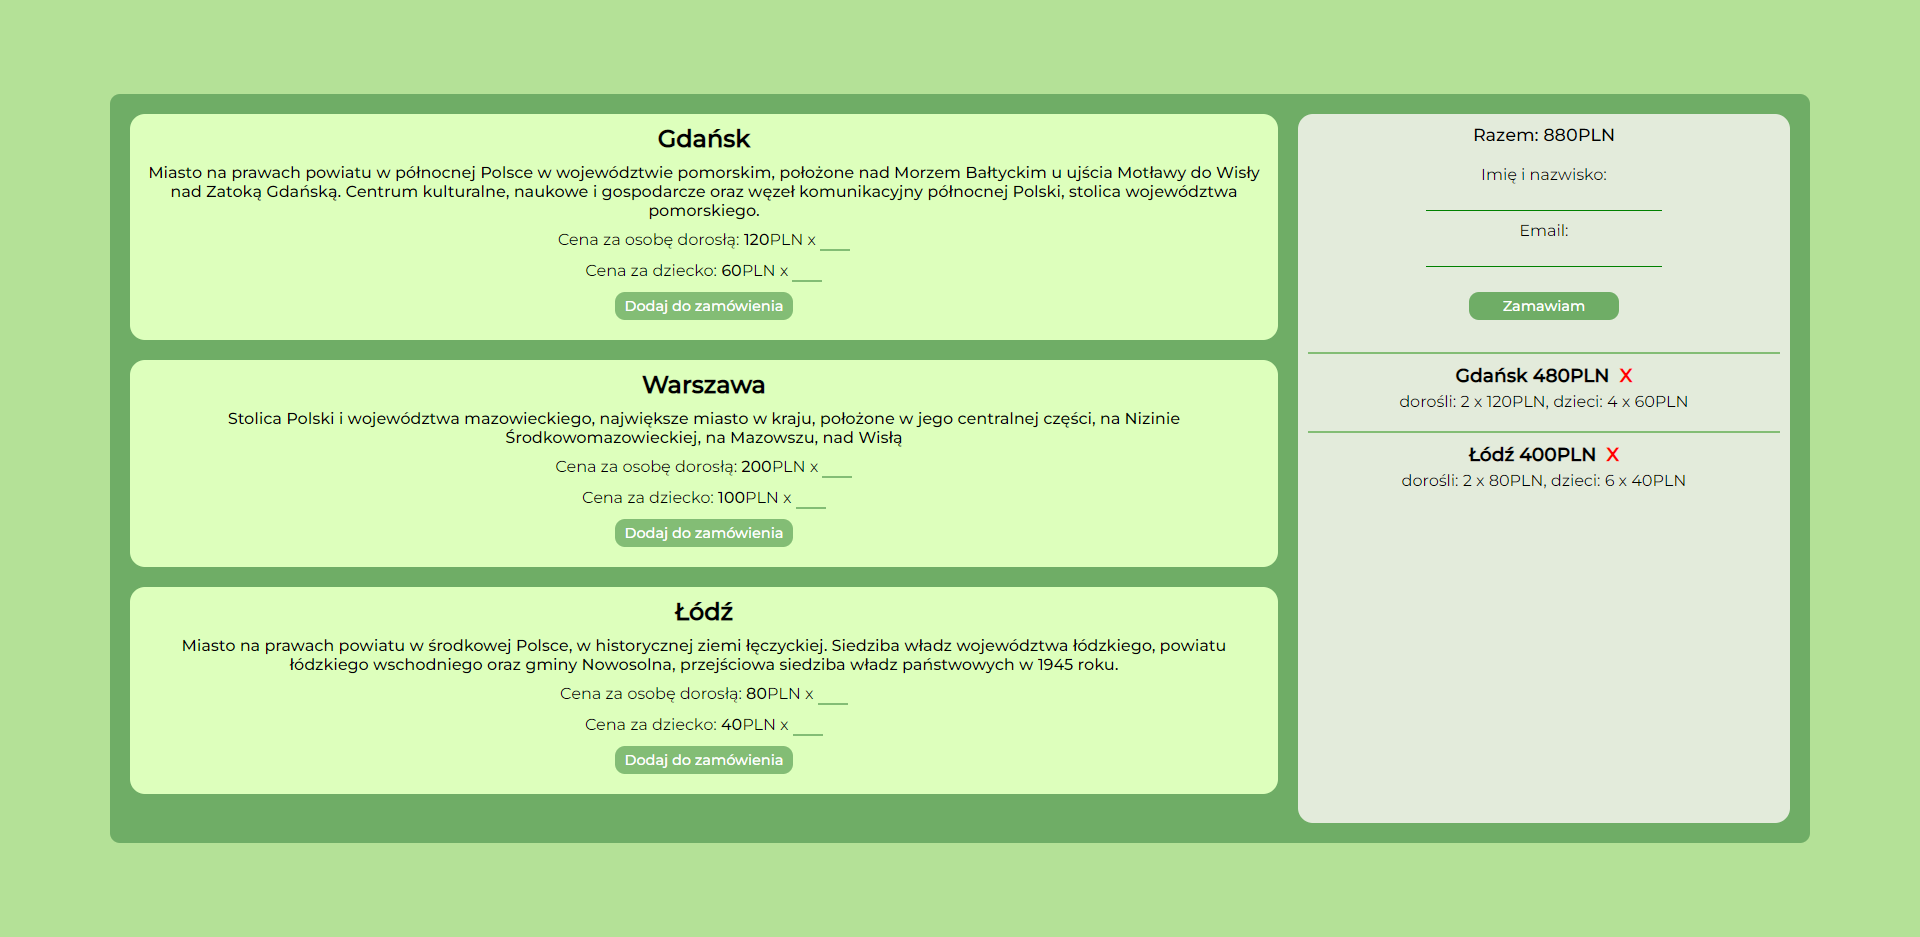 Gdańsk
Miasto na prawach powiatu w północnej Polsce w województwie pomorskim, położone nad Morzem Bałtyckim u ujścia Motławy do Wisły
nad Zatoką Gdańską. Centrum kulturalne, naukowe i gospodarcze oraz węzeł komunikacyjny północnej Polski, stolica województwa
pomorskiego.
Cena za osobę dorosłą: 120PLN x
Cena za dziecko: 60PLN x
Dodaj do zamówienia
Warszawa
Stolica Polski i województwa mazowieckiego, największe miasto w kraju, położone w jego centralnej części, na Nizinie
Środkowomazowieckiej, na Mazowszu, nad Wisłą
Cena za osobę dorosłą: 200PLN x
Cena za dziecko: 100PLN x
Dodaj do zamówienia
Łódź
Miasto na prawach powiatu w środkowej Polsce, w historycznej ziemi łęczyckiej. Siedziba władz województwa łódzkiego, powiatu
łódzkiego wschodniego oraz gminy Nowosolna, przejściowa siedziba władz państwowych w 1945 roku.
Cena za osobę dorosłą: 80PLN x
Cena za dziecko: 40PLN x
Dodaj do zamówienia
Razem: 880PLN
Imię i nazwisko:
Email:
Zamawiam
Gdańsk 480PLN X
dorośli: 2 x 120PLN, dzieci: 4 x 60PLN
Łódź 400PLN X
dorośli: 2 x 80PLN, dzieci: 6 x 40PLN